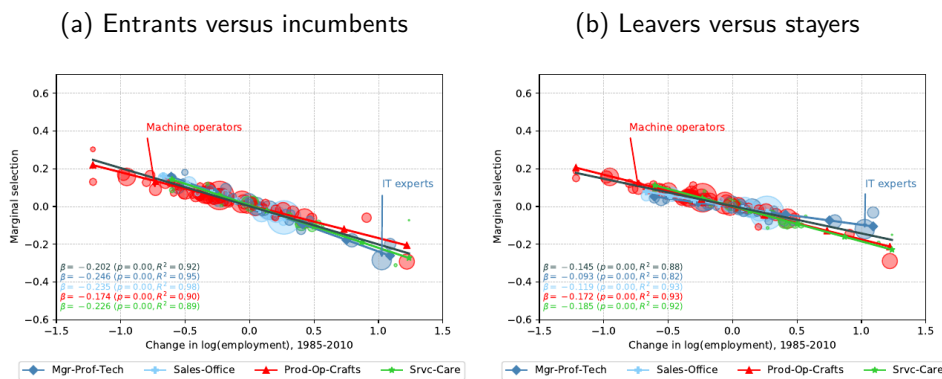 (a) Entrants versus incumbents
(b) Leavers versus stayers
Marginal selection
0.6
0.4
0.2
0.0
−0.2
−0.4
−0.6
Machine operators
IT experts
β = −0.202 (p = 0.00, R² = 0.92)
β = −0.246 (p = 0.00, R² = 0.95)
β = −0.235 (p = 0.00, R² = 0.98)
β = −0.174 (p = 0.00, R² = 0.90)
β = −0.226 (p = 0.00, R² = 0.89)
−1.5 −1.0 −0.5 0.0 0.5 1.0 1.5
Change in log(employment), 1985-2010
Mgr-Prof-Tech Sales-Office Prod-Op-Crafts Srvc-Care
Marginal selection
0.6
0.4
0.2
0.0
−0.2
−0.4
−0.6
Machine operators
IT experts
β = −0.145 (p = 0.00, R² = 0.88)
β = −0.093 (p = 0.00, R² = 0.82)
β = −0.119 (p = 0.00, R² = 0.93)
β = −0.172 (p = 0.00, R² = 0.93)
β = −0.185 (p = 0.00, R² = 0.92)
−1.5 −1.0 −0.5 0.0 0.5 1.0 1.5
Change in log(employment), 1985-2010
Mgr-Prof-Tech Sales-Office Prod-Op-Crafts Srvc-Care